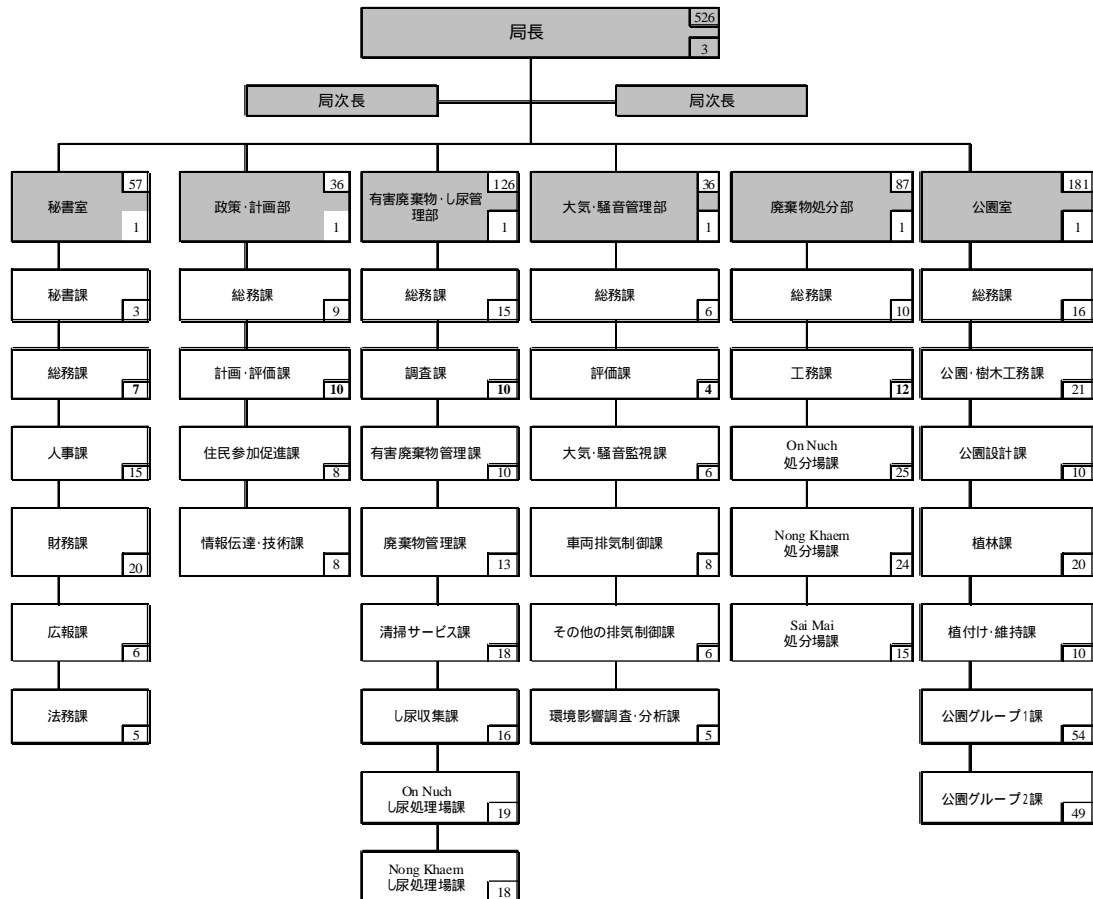 局長
526
3
局次長
局次長
秘書室
57
1
秘書課
3
総務課
7
人事課
15
財務課
20
広報課
6
法務課
5
政策・計画部
36
1
総務課
9
計画・評価課
10
住民参加促進課
8
情報伝達・技術課
8
有害廃棄物・し尿管
理部
126
1
総務課
15
調査課
10
有害廃棄物管理課
10
廃棄物管理課
13
清掃サービス課
18
し尿収集課
16
On Nuch
し尿処理場課
19
Nong Khaem
し尿処理場課
18
大気・騒音管理部
36
1
総務課
6
評価課
4
大気・騒音監視課
6
車両排気制御課
8
その他の排気制御課
6
環境影響調査・分析課
5
廃棄物処分部
87
1
総務課
10
工務課
12
On Nuch
処分場課
25
Nong Khaem
処分場課
24
Sai Mai
処分場課
15
公園室
181
1
総務課
16
公園・樹木工務課
21
公園設計課
10
植林課
20
植付け・維持課
10
公園グループ1課
54
公園グループ2課
49